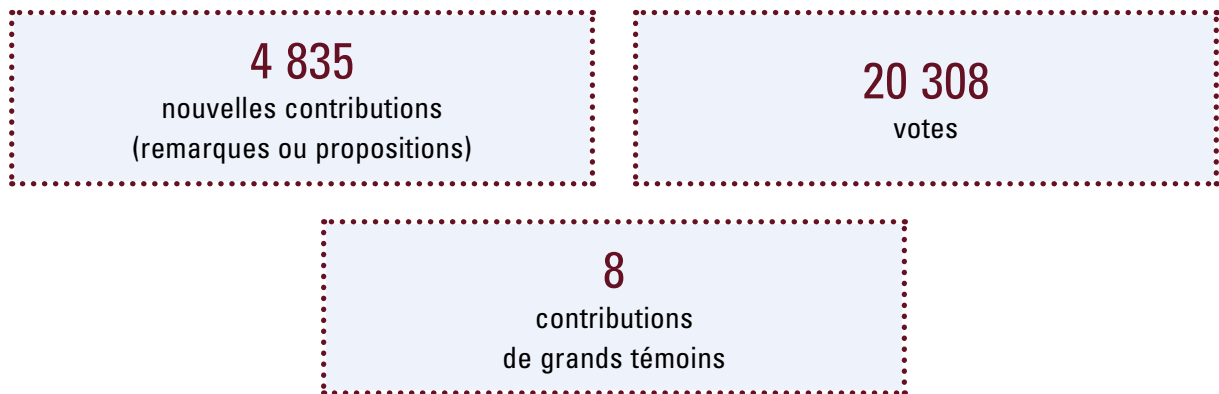 4 835
nouvelles contributions
(remarques ou propositions)
20 308
votes
8
contributions
de grands témoins